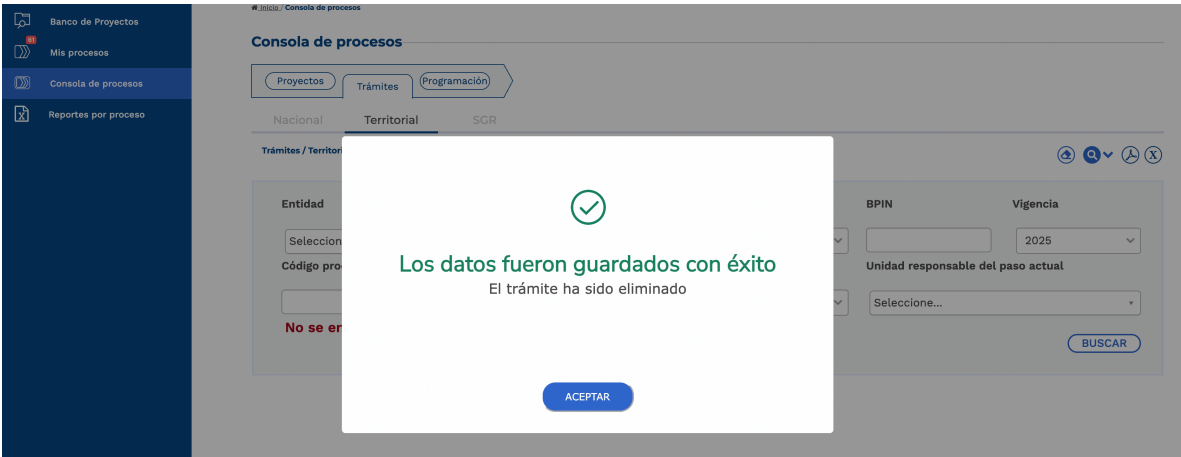 Inicio / Consola de procesos
Banco de Proyectos
61
Mis procesos
Consola de procesos
Reportes por proceso
Consola de procesos
Proyectos
Trámites
Programación
Nacional
Territorial
SGR
Trámites / Territori
Entidad
BPIN
Vigencia
Seleccion
2025
Código pro
Unidad responsable del paso actual
Seleccione...
No se en
BUSCAR
Los datos fueron guardados con éxito
El trámite ha sido eliminado
ACEPTAR